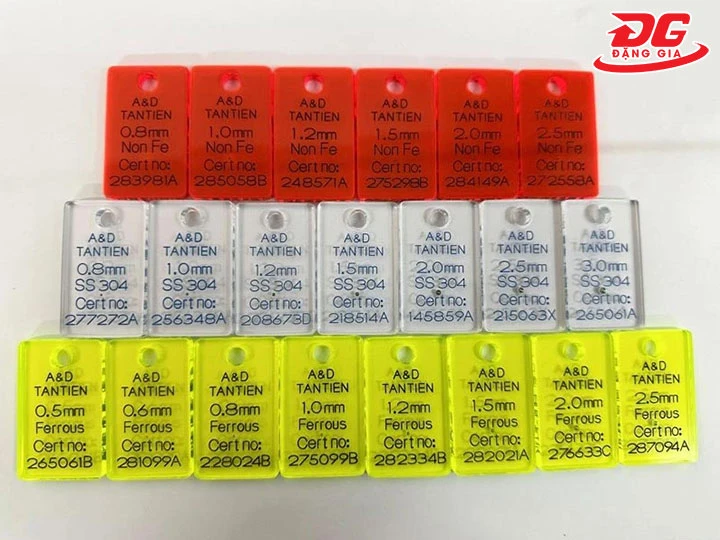 DG
ĐẶNG GIA
A&D
TANTIEN
0.8mm
Non Fe
Cert no:
283981A
A&D
TANTIEN
1.0mm
Non Fe
Cert no:
285058B
A&D
TANTIEN
1.2mm
Non Fe
Cert no:
248571A
A&D
TANTIEN
1.5mm
Non Fe
Cert no:
275298B
A&D
TANTIEN
2.0mm
Non Fe
Cert no:
284149A
A&D
TANTIEN
2.5mm
Non Fe
Cert no:
272558A
A&D
TANTIEN
0.8mm
SS 304
Cert no:
277272A
A&D
TANTIEN
1.0mm
SS 304
Cert no:
256348A
A&D
TANTIEN
1.2mm
SS 304
Cert no:
208673D
A&D
TANTIEN
1.5mm
SS 304
Cert no:
218514A
A&D
TANTIEN
2.0mm
SS 304
Cert no:
145859A
A&D
TANTIEN
2.5mm
SS 304
Cert no:
215063X
A&D
TANTIEN
3.0mm
SS 304
Cert no:
265061A
A&D
TANTIEN
0.5mm
Ferrous
Cert no:
265061B
A&D
TANTIEN
0.6mm
Ferrous
Cert no:
281099A
A&D
TANTIEN
0.8mm
Ferrous
Cert no:
228024B
A&D
TANTIEN
1.0mm
Ferrous
Cert no:
275099B
A&D
TANTIEN
1.2mm
Ferrous
Cert no:
282334B
A&D
TANTIEN
1.5mm
Ferrous
Cert no:
282021A
A&D
TANTIEN
2.0mm
Ferrous
Cert no:
276633C
A&D
TANTIEN
2.5mm
Ferrous
Cert no:
287094A